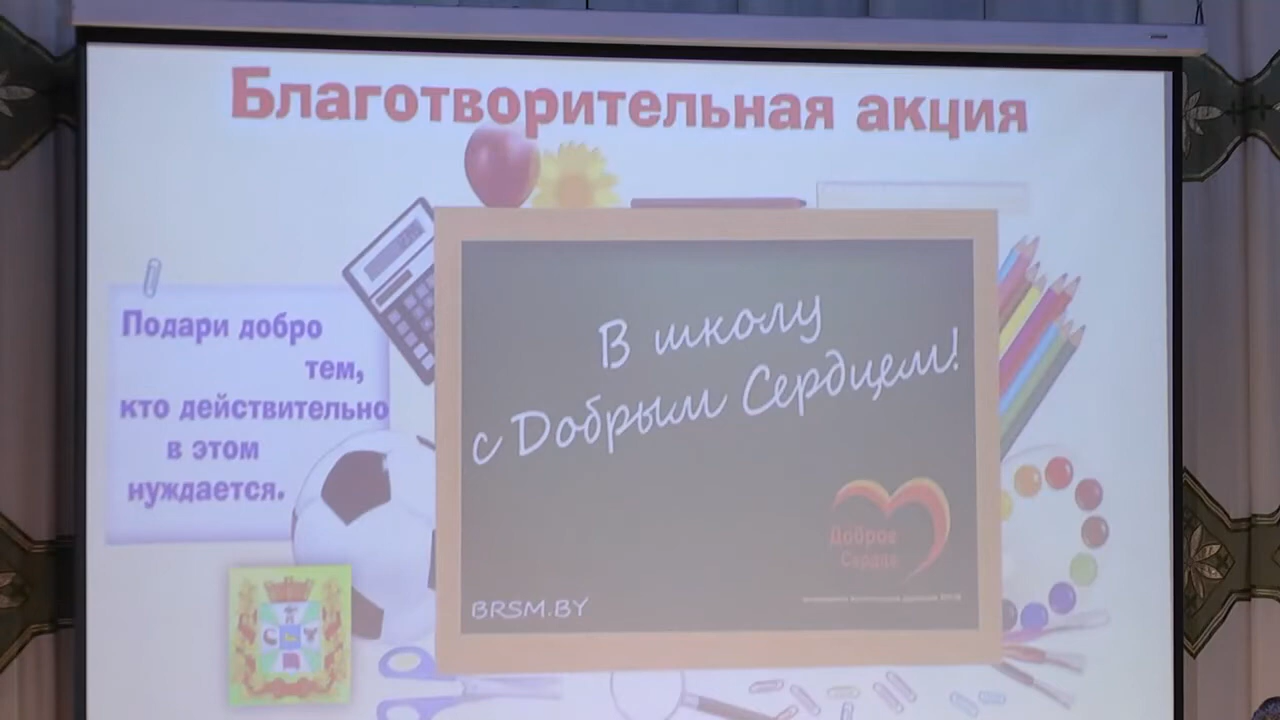 Благотворительная акция
Подари добро
тем,
кто действительно
в этом
нуждается.
В школу
с Добрым Сердцем!
Доброе
Сердце
BRSM.BY